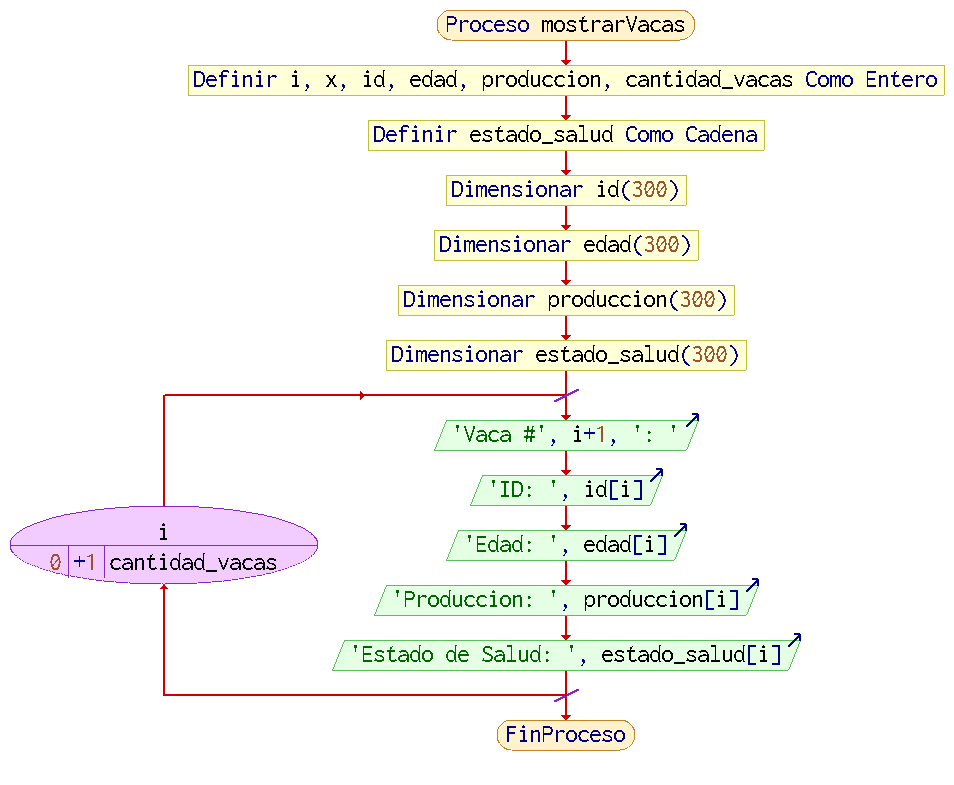 Proceso mostrarVacas
Definir i, x, id, edad, produccion, cantidad_vacas Como Entero
Definir estado_salud Como Cadena
Dimensionar id(300)
Dimensionar edad(300)
Dimensionar produccion(300)
Dimensionar estado_salud(300)
'Vaca #', i+1, ': '
'ID: ', id[i]
i
'Edad: ', edad[i]
0 +1 cantidad_vacas
'Produccion: ', produccion[i]
'Estado de Salud: ', estado_salud[i]
FinProceso